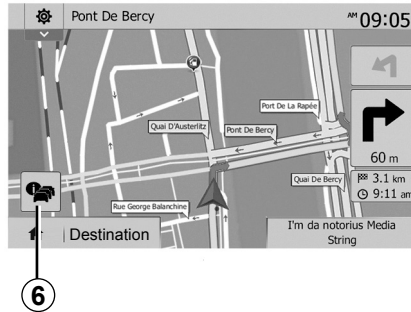 Pont De Bercy
AM 09:05
Port De La Rapée
Quai D'Austerlitz
Pont De Bercy
60 m
Quai De Bercy
3.1 km
9:11 am
Rue George Balanchine
Destination
I'm da notorius Media
String
6